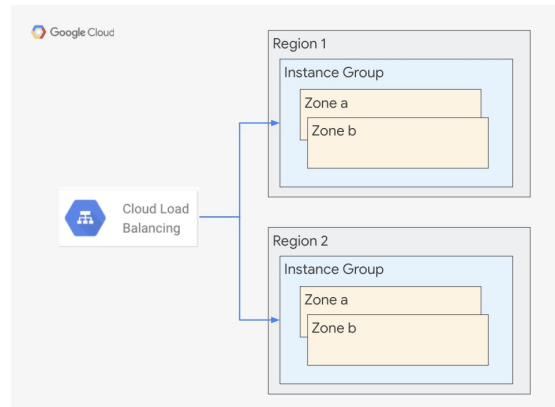 Google Cloud
Region 1
Instance Group
Zone a
Zone b
Cloud Load
Balancing
Region 2
Instance Group
Zone a
Zone b